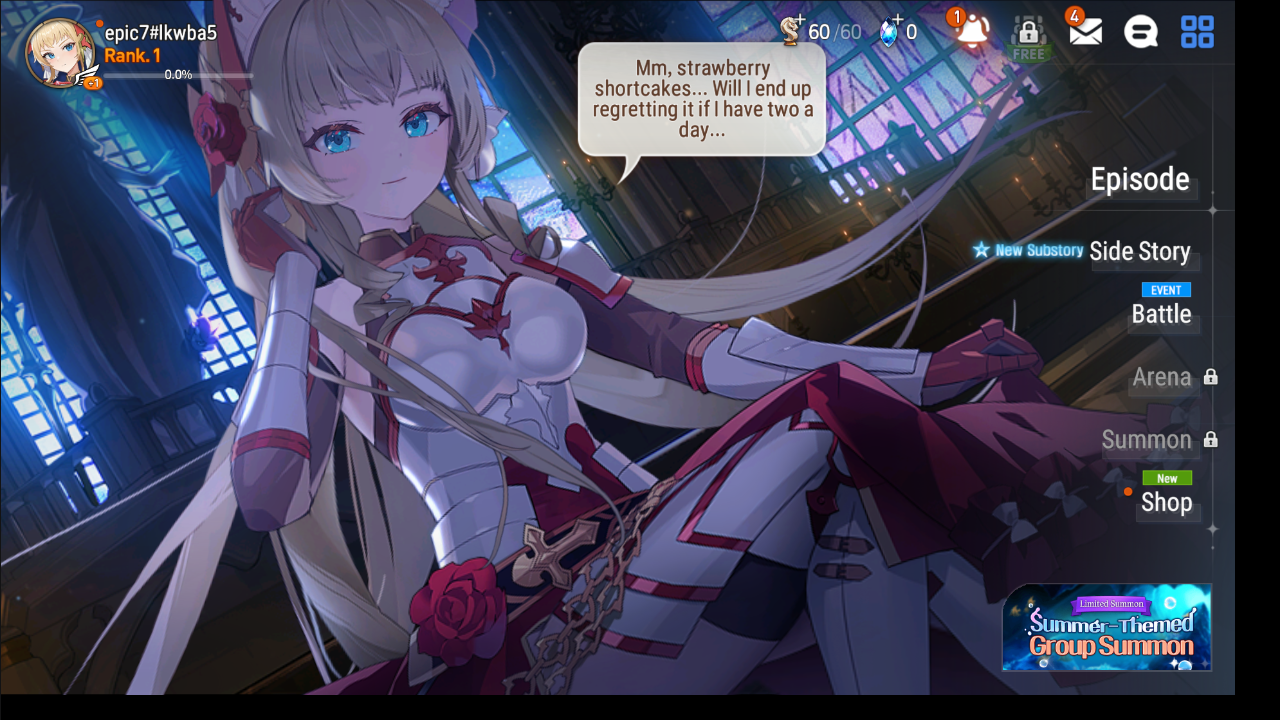 epic7#lkwba5
Rank.1
0.0%
+1
60/60
0
1
FREE
4
Mm, strawberry
shortcakes... Will I end up
regretting it if I have two a
day...
Episode
New Substory Side Story
EVENT
Battle
Arena
Summon
New
Shop
Limited Summon
Summer-Themed
Group Summon